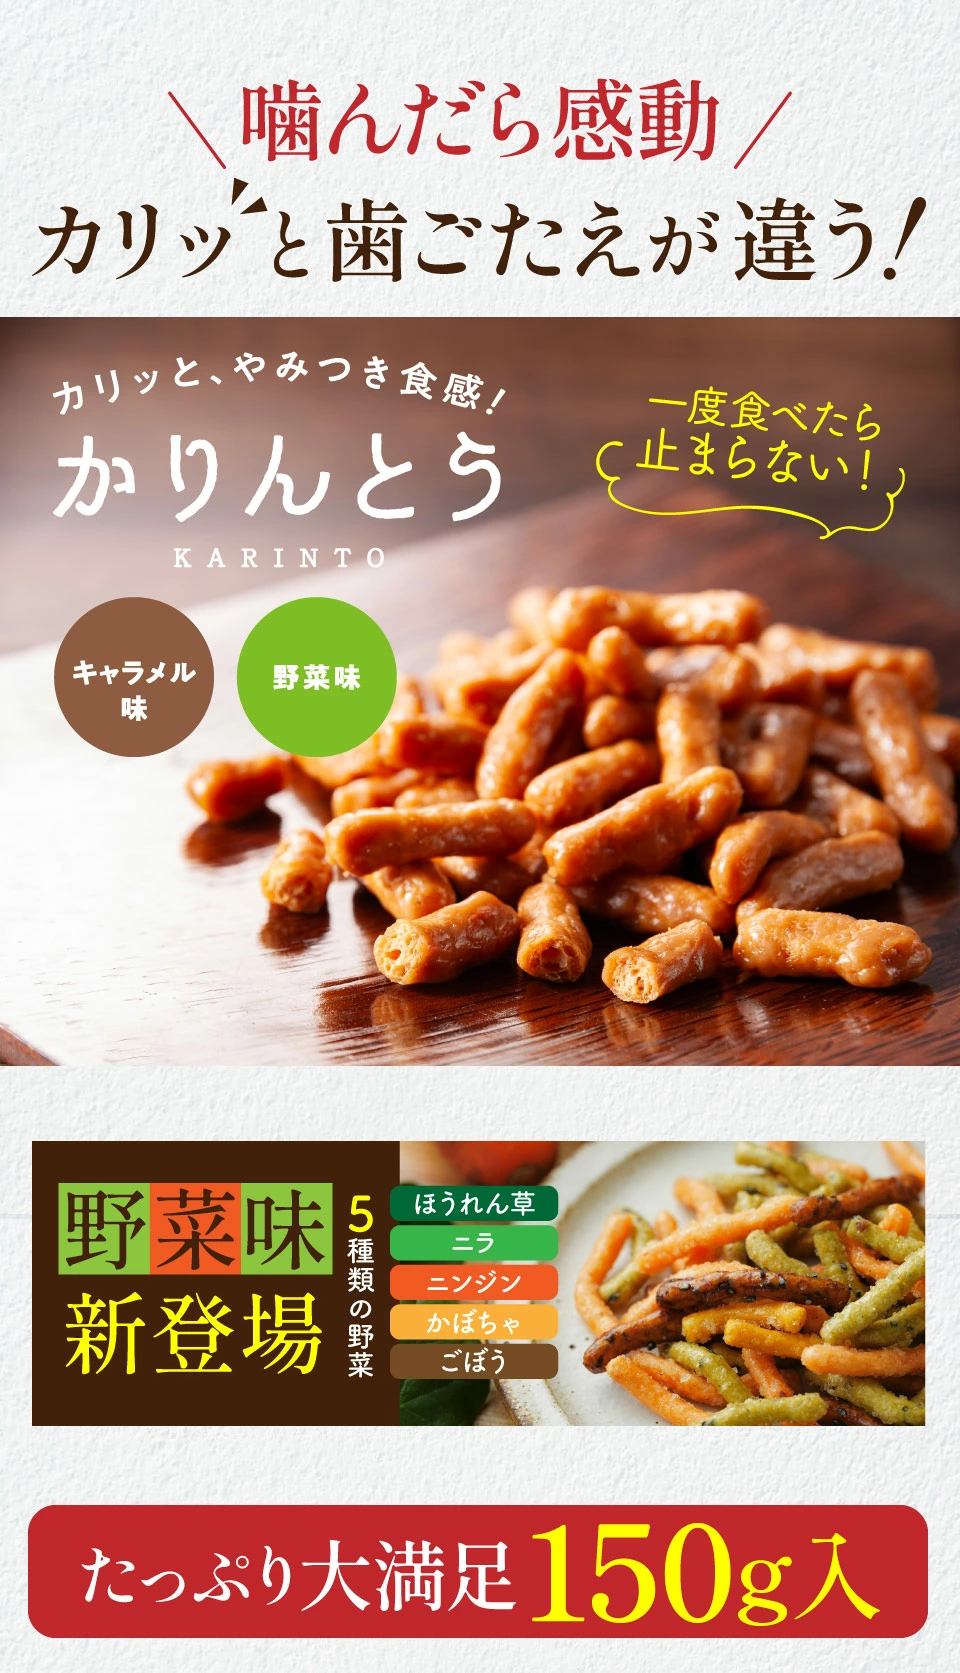 噛んだら感動
カリッと歯ごたえが違う!
カリッと、やみつき食感!
かりんとう
KARINTO
一度食べたら
止まらない!
キャラメル
味
野菜味
野菜味
新登場
5種類の野菜
ほうれん草
ニラ
ニンジン
かぼちゃ
ごぼう
たっぷり大満足150g入